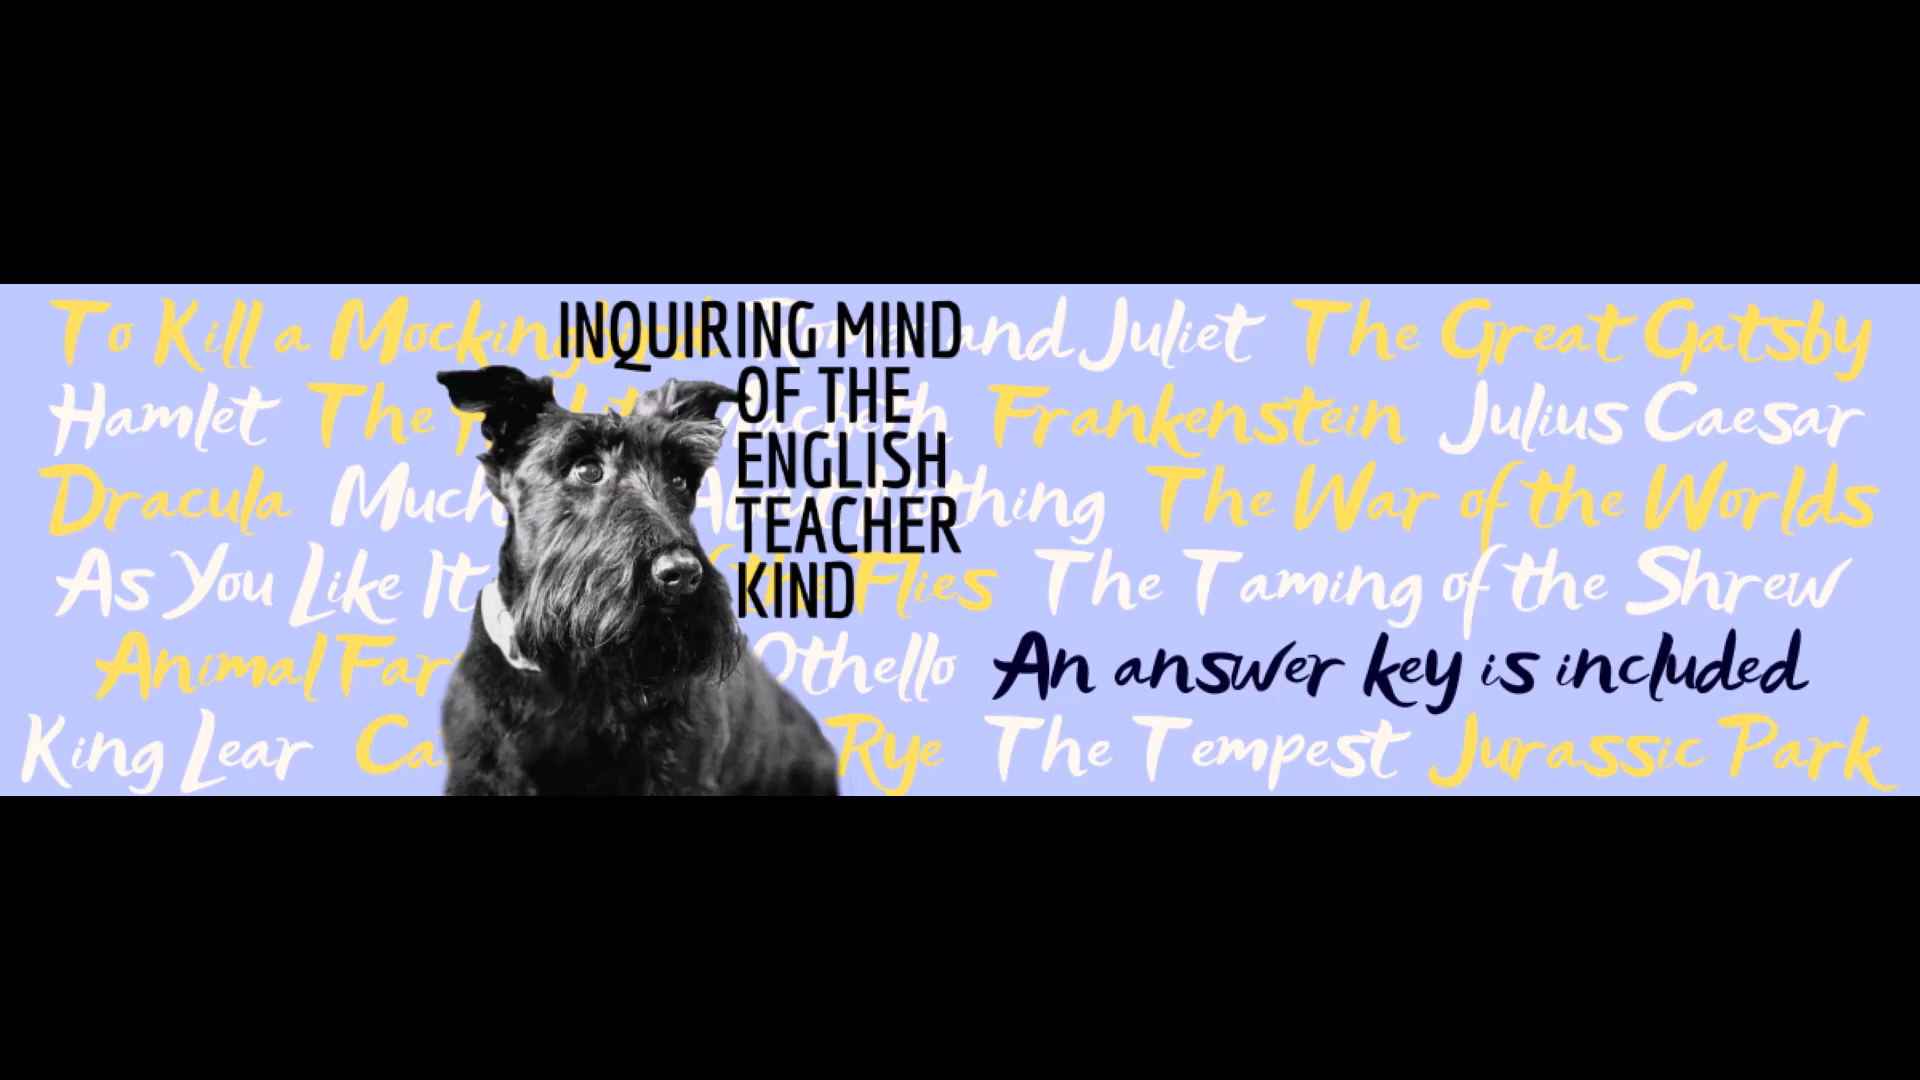 INQUIRING MIND
OF THE
ENGLISH
TEACHER
KIND
To Kill a and Juliet The Great Gatsby
Hamlet The Frankenstein Julius Caesar
Dracula Much The War of the Worlds
As You Like It the Flies The Taming of the Shrew
Animal Othello An answer key is included
King Lear Rye The Tempest Jurassic Park